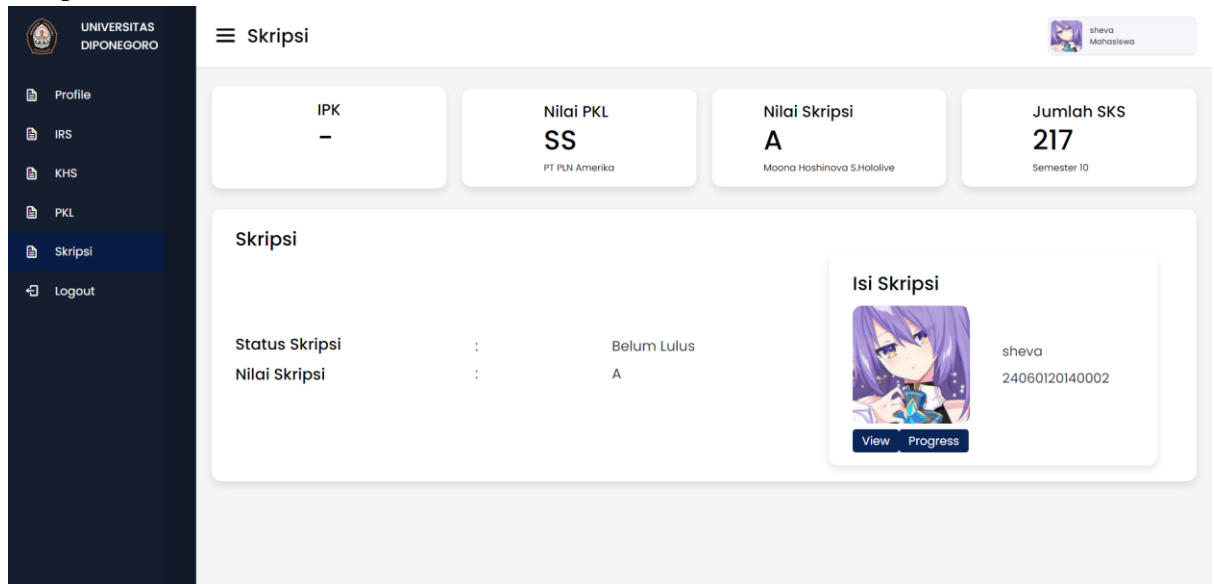 UNIVERSITAS
DIPONEGORO
Skripsi
sheva
Mahasiswa
Profile
IRS
KHS
PKL
Skripsi
Logout
IPK
-
Nilai PKL
SS
PT PLN Amerika
Nilai Skripsi
A
Moona Hoshinova S.Hololive
Jumlah SKS
217
Semester 10
Skripsi
Status Skripsi : Belum Lulus
Nilai Skripsi : A
Isi Skripsi
sheva
24060120140002
View Progress